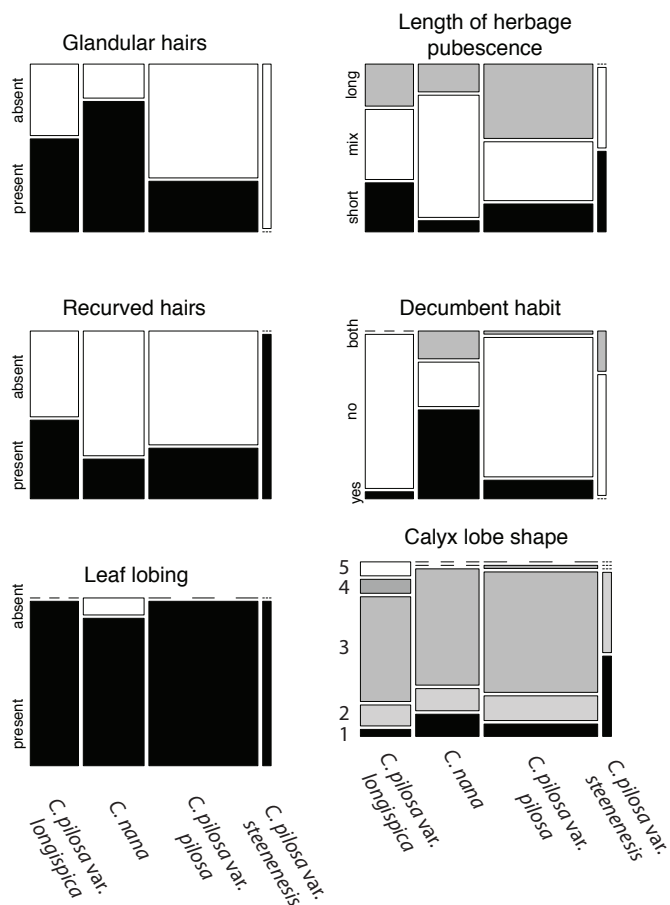 Glandular hairs
absent
present
Length of herbage
pubescence
long
mix
short
Recurved hairs
absent
present
Decumbent habit
both
no
yes
Leaf lobing
absent
present
Calyx lobe shape
5
4
3
2
1
C. pilosa var.
longispica
C. nana
C. pilosa var.
pilosa
C. pilosa var.
steenenesis
C. pilosa var.
longispica
C. nana
C. pilosa var.
pilosa
C. pilosa var.
steenenesis